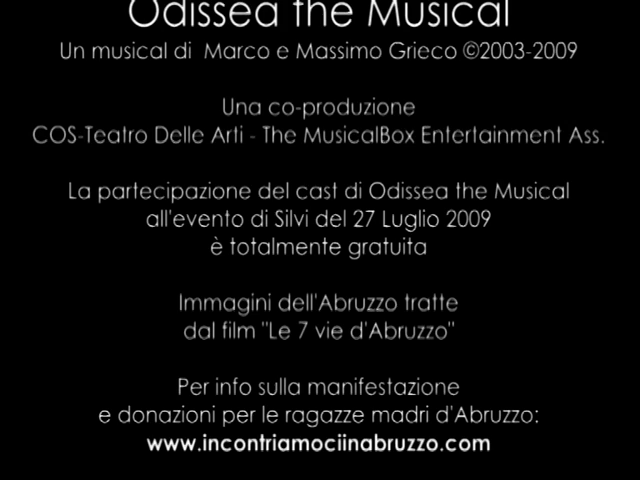 Odissea the Musical
Un musical di Marco e Massimo Grieco ©2003-2009
Una co-produzione
COS-Teatro Delle Arti - The MusicalBox Entertainment Ass.
La partecipazione del cast di Odissea the Musical
all'evento di Silvi del 27 Luglio 2009
è totalmente gratuita
Immagini dell'Abruzzo tratte
dal film "Le 7 vie d'Abruzzo"
Per info sulla manifestazione
e donazioni per le ragazze madri d'Abruzzo:
www.incontriamociinabruzzo.com